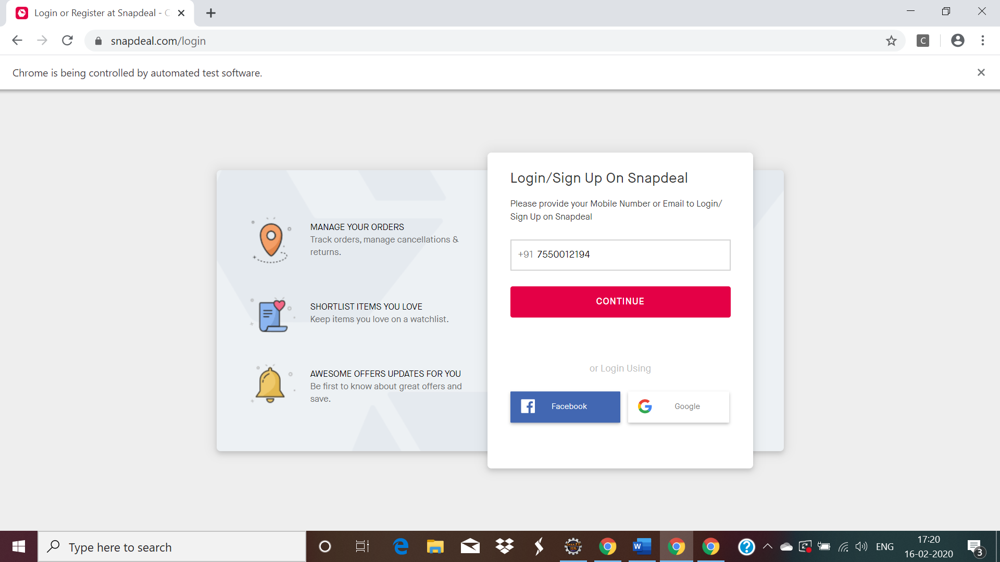 Login or Register at Snapdeal - C
snapdeal.com/login
C
Chrome is being controlled by automated test software.
MANAGE YOUR ORDERS
Track orders, manage cancellations &
returns.
SHORTLIST ITEMS YOU LOVE
Keep items you love on a watchlist.
AWESOME OFFERS UPDATES FOR YOU
Be first to know about great offers and
save.
Login/Sign Up On Snapdeal
Please provide your Mobile Number or Email to Login/
Sign Up on Snapdeal
+91 7550012194
CONTINUE
or Login Using
Facebook
Google
Type here to search
Java EE
IDE
W
ENG
17:20
16-02-2020
3